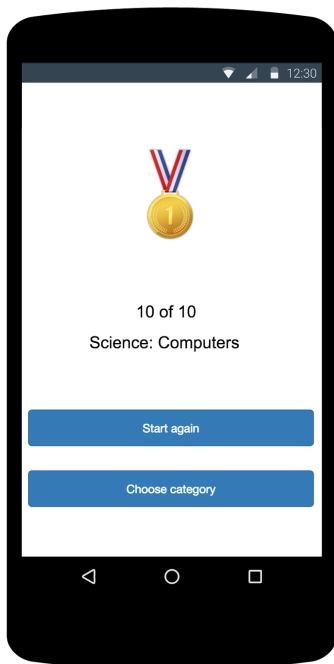 12:30
1
10 of 10
Science: Computers
Start again
Choose category